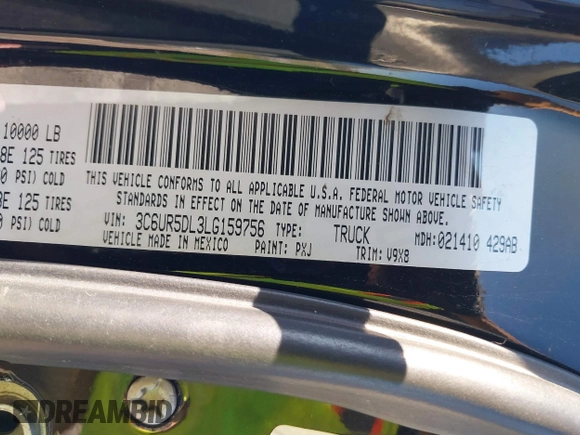 10000 LB
8E 125 TIRES
PSI) COLD
E 125 TIRES
PSI) COLD
THIS VEHICLE CONFORMS TO ALL APPLICABLE U.S.A. FEDERAL MOTOR VEHICLE SAFETY
STANDARDS IN EFFECT ON THE DATE OF MANUFACTURE SHOWN ABOVE.
VIN: 3C6UR5DL3LG159756 TYPE: TRUCK MDH: 021410 429AB
VEHICLE MADE IN MEXICO PAINT: PXJ TRIM: V9X8
DREAMBID